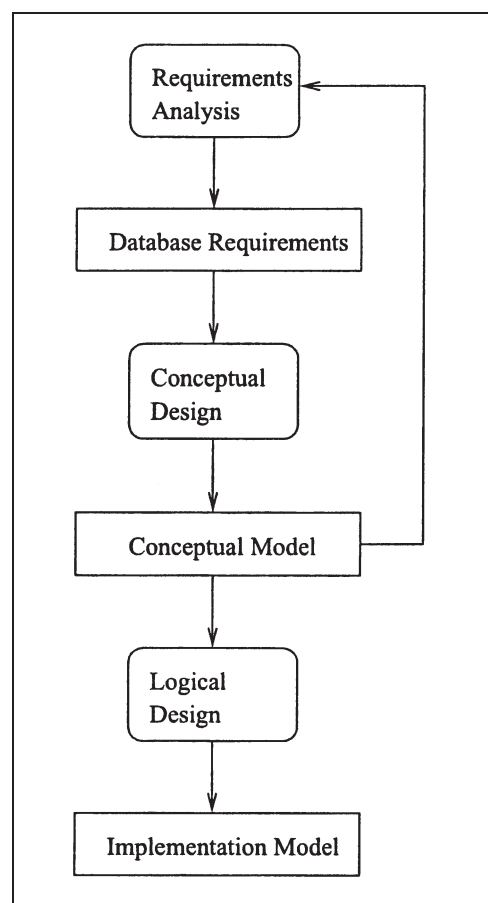 Requirements
Analysis
Database Requirements
Conceptual
Design
Conceptual Model
Logical
Design
Implementation Model